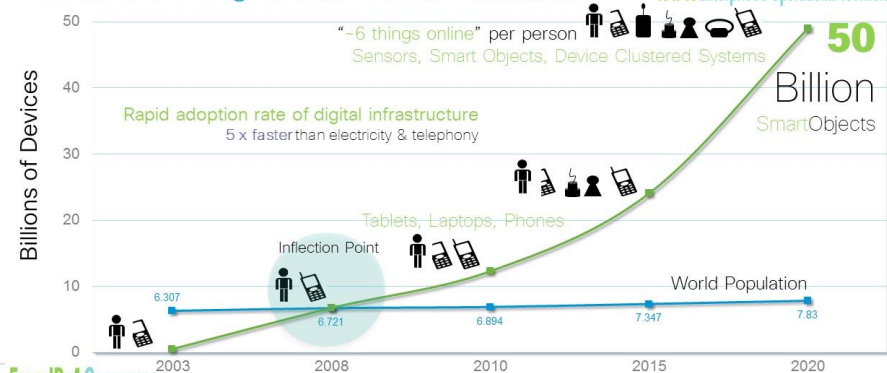 50
"~6 things online" per person
Sensors, Smart Objects, Device Clustered Systems
50
Billion
SmartObjects
40
Rapid adoption rate of digital infrastructure
5 x faster than electricity & telephony
30
Billions of Devices
20
Tablets, Laptops, Phones
Inflection Point
10
World Population
6.307
6.721
6.894
7.347
7.83
0
2003
2008
2010
2015
2020